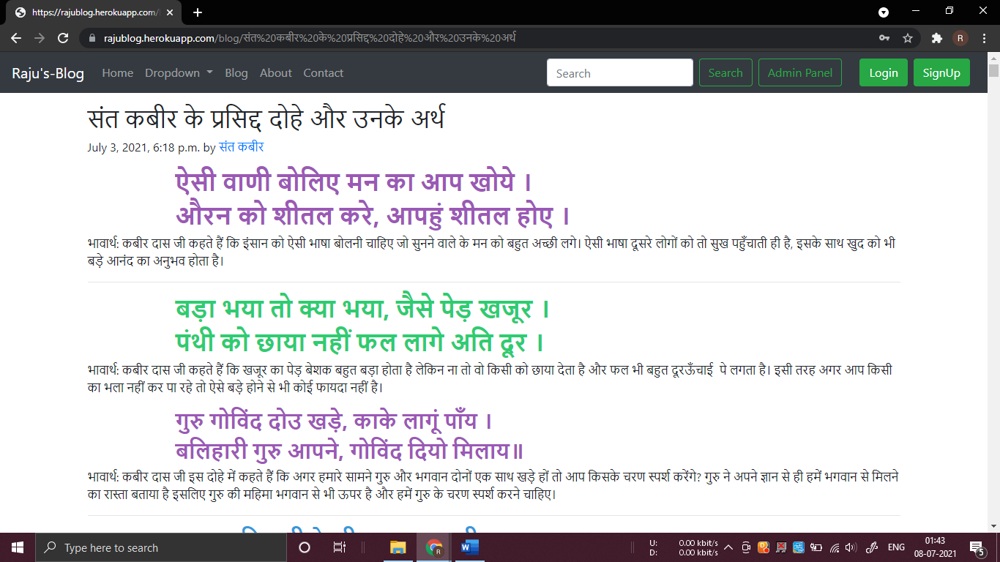 https://rajublog.herokuapp.com/
rajublog.herokuapp.com/blog/संत%20कबीर%20के%20प्रसिद्द%20दोहे%20और%20उनके%20अर्थ
R
Raju's-Blog Home Dropdown Blog About Contact Search Search Admin Panel Login SignUp
संत कबीर के प्रसिद्द दोहे और उनके अर्थ
July 3, 2021, 6:18 p.m. by संत कबीर
ऐसी वाणी बोलिए मन का आप खोये ।
औरन को शीतल करे, आपहुं शीतल होए ।
भावार्थ: कबीर दास जी कहते हैं कि इंसान को ऐसी भाषा बोलनी चाहिए जो सुनने वाले के मन को बहुत अच्छी लगे। ऐसी भाषा दूसरे लोगों को तो सुख पहुँचाती ही है, इसके साथ खुद को भी
बड़े आनंद का अनुभव होता है।
बड़ा भया तो क्या भया, जैसे पेड़ खजूर ।
पंथी को छाया नहीं फल लागे अति दूर ।
भावार्थ: कबीर दास जी कहते हैं कि खजूर का पेड़ बेशक बहुत बड़ा होता है लेकिन ना तो वो किसी को छाया देता है और फल भी बहुत दूरऊँचाई पे लगता है। इसी तरह अगर आप किसी
का भला नहीं कर पा रहे तो ऐसे बड़े होने से भी कोई फायदा नहीं है।
गुरु गोविंद दोउ खड़े, काके लागूं पाँय ।
बलिहारी गुरु आपने, गोविंद दियो मिलाय॥
भावार्थ: कबीर दास जी इस दोहे में कहते हैं कि अगर हमारे सामने गुरु और भगवान दोनों एक साथ खड़े हों तो आप किसके चरण स्पर्श करेंगे? गुरु ने अपने ज्ञान से ही हमें भगवान से मिलने
का रास्ता बताया है इसलिए गुरु की महिमा भगवान से भी ऊपर है और हमें गुरु के चरण स्पर्श करने चाहिए।
Type here to search
U: 0.00 kbit/s
D: 0.00 kbit/s
ENG
01:43
08-07-2021
5